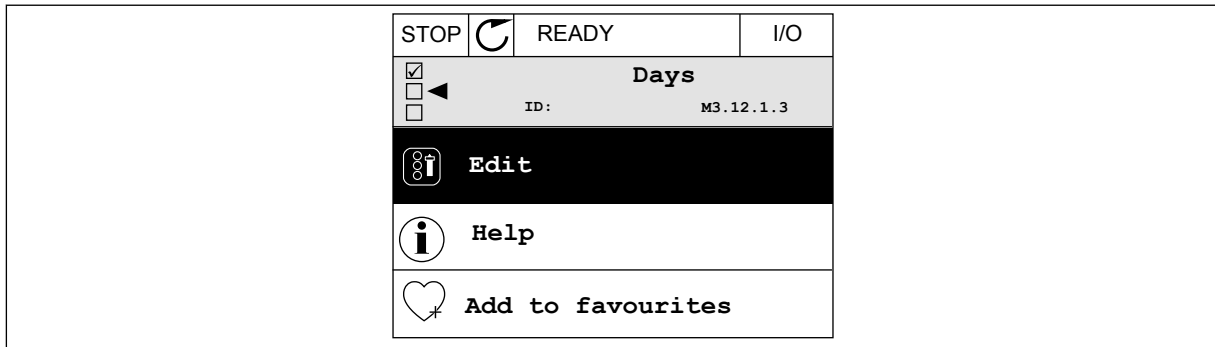 STOP READY I/O
Days
ID: M3.12.1.3
Edit
Help
Add to favourites